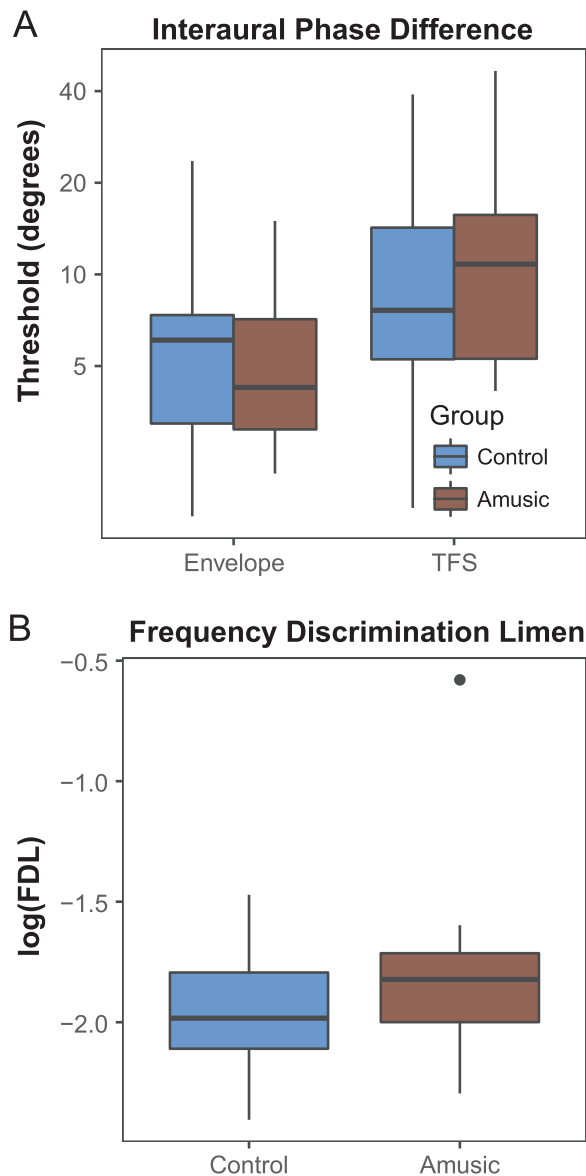 A
Interaural Phase Difference
Threshold (degrees)
40
20
10
5
Group
Control
Amusic
Envelope
TFS
B
Frequency Discrimination Limen
log(FDL)
−0.5
−1.0
−1.5
−2.0
Control
Amusic